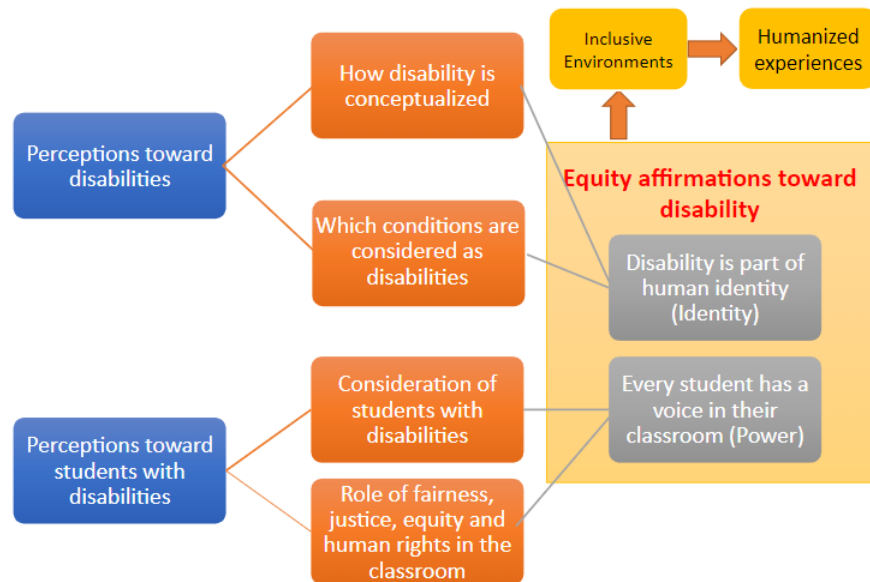 Perceptions toward
disabilities
How disability is
conceptualized
Which conditions are
considered as
disabilities
Inclusive
Environments
Humanized
experiences
Equity affirmations toward
disability
Disability is part of
human identity
(Identity)
Every student has a
voice in their
classroom (Power)
Perceptions toward
students with
disabilities
Consideration of
students with
disabilities
Role of fairness,
justice, equity and
human rights in the
classroom